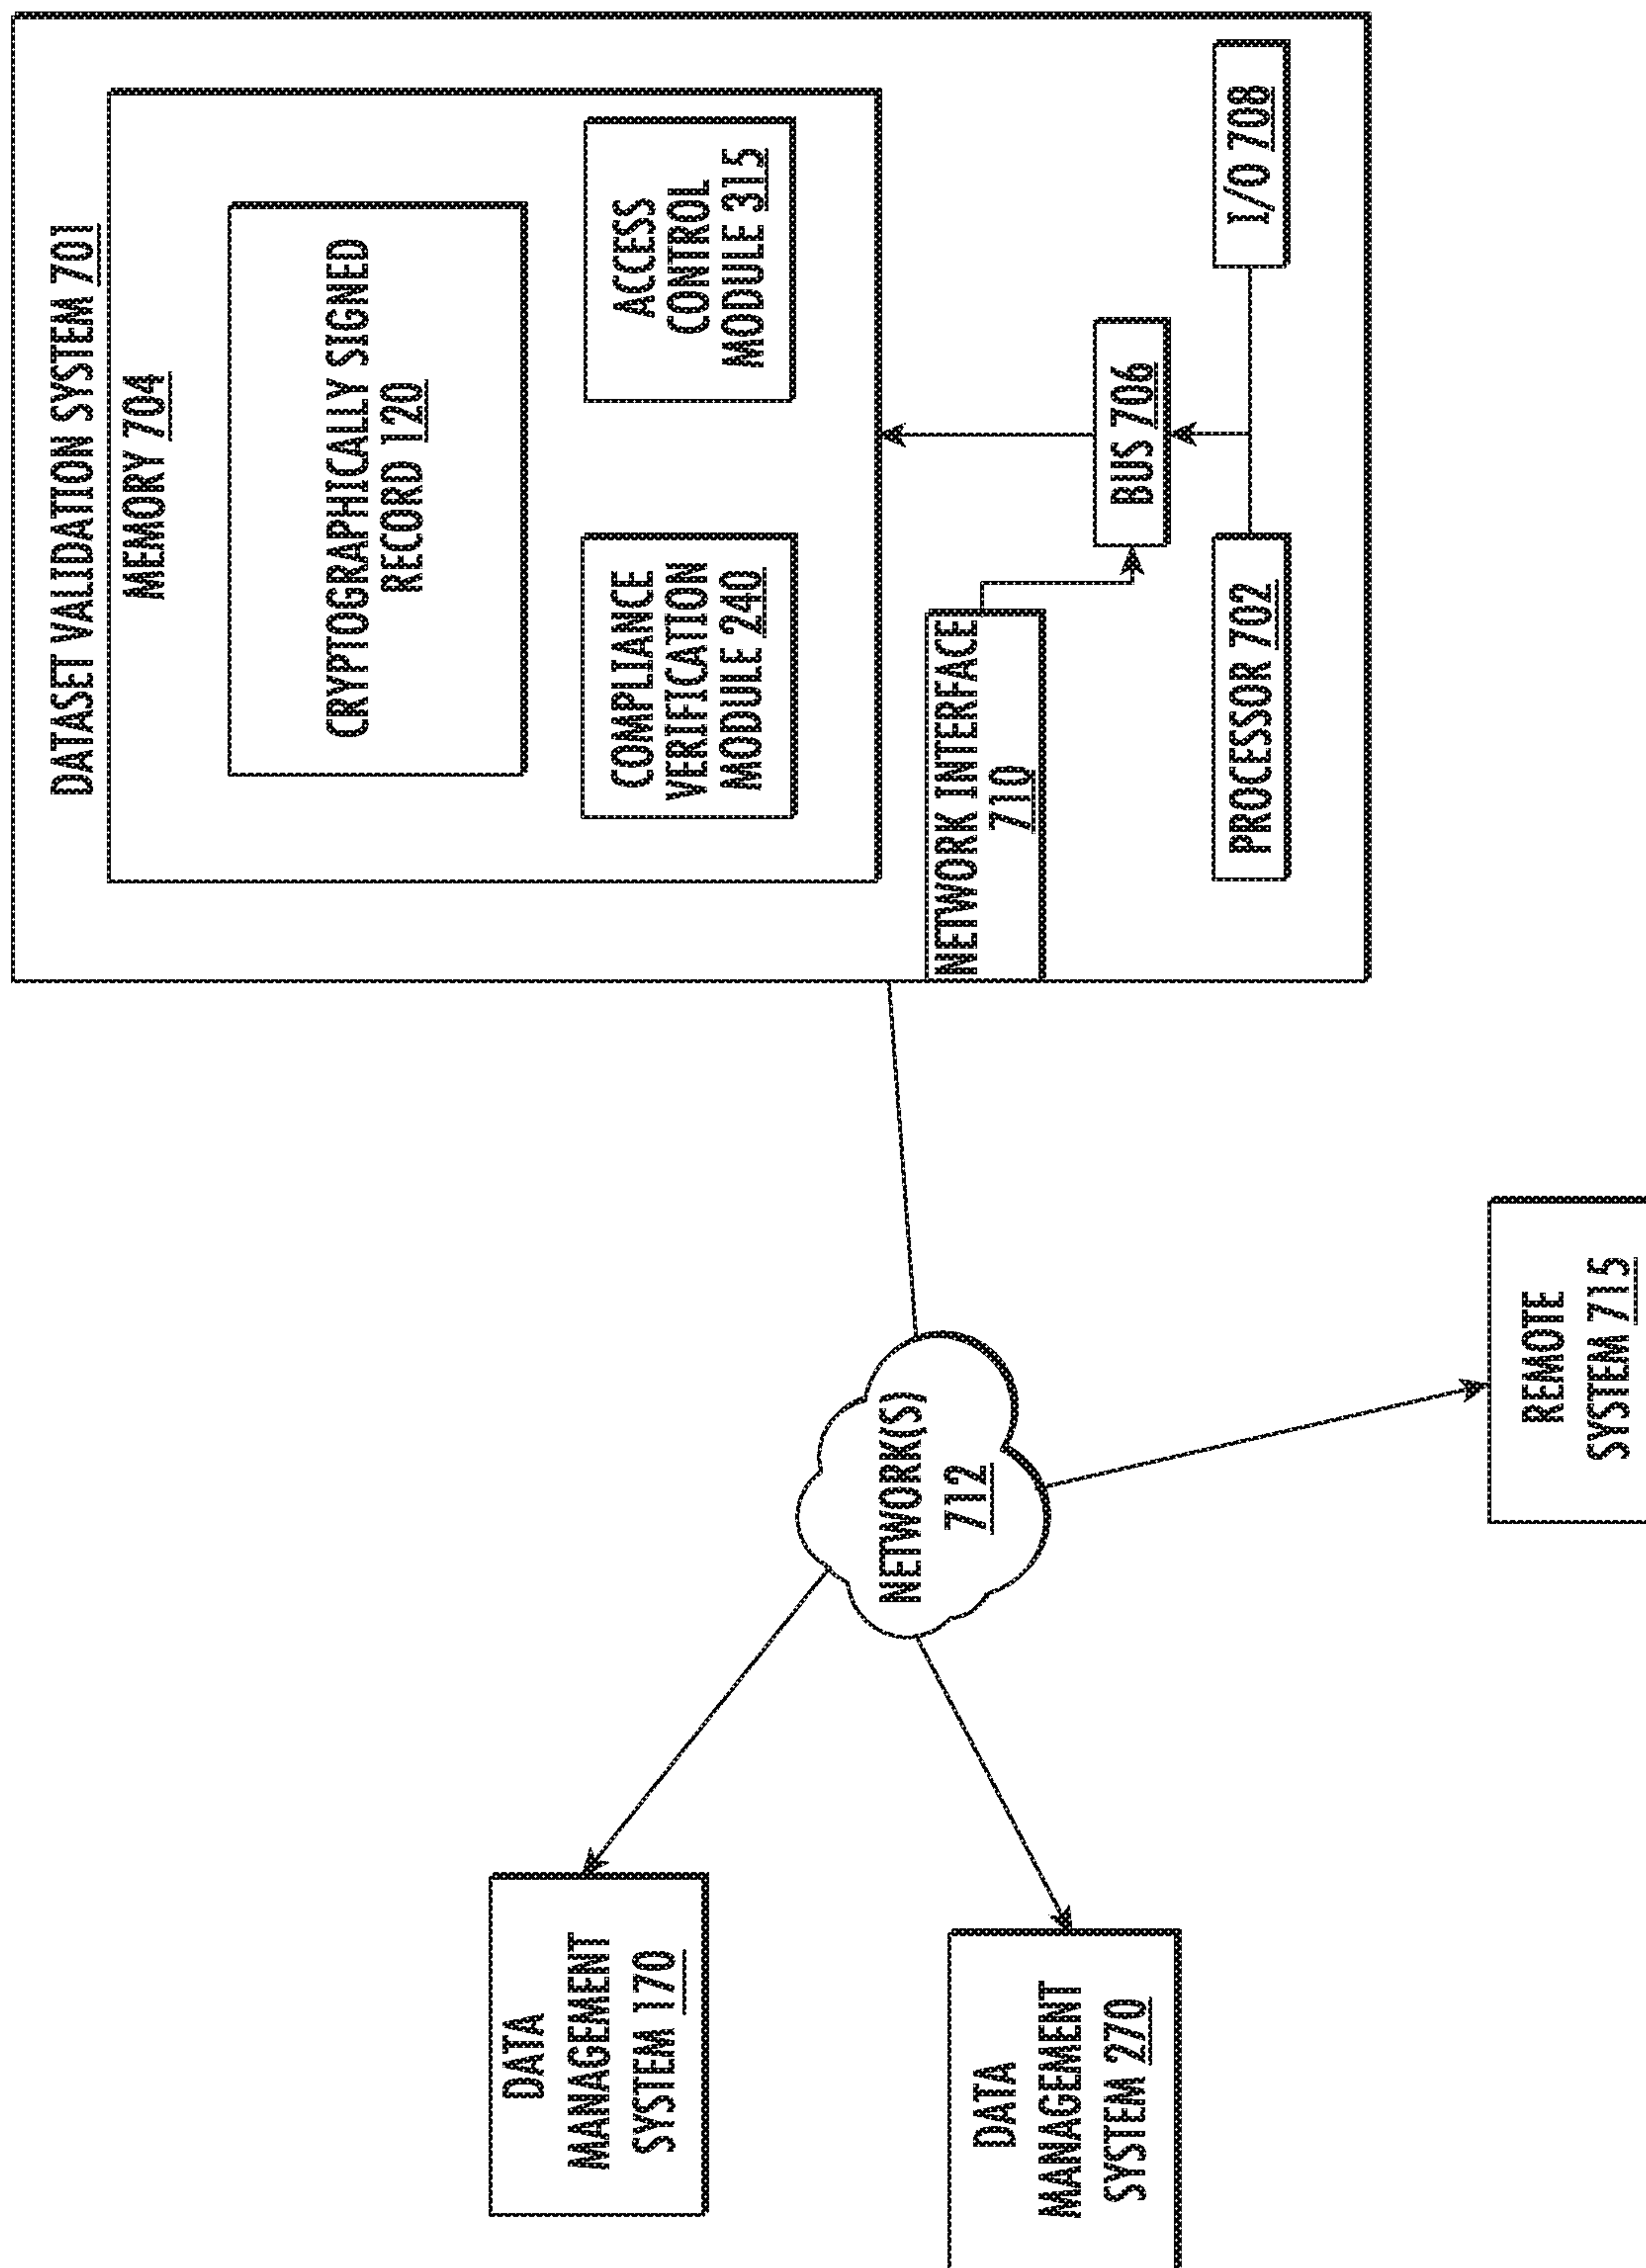 DATASET VALIDATION SYSTEM 701
MEMORY 704
CRYPTOGRAPHICALLY SIGNED
RECORD 120
COMPLIANCE
VERIFICATION
MODULE 240
ACCESS
CONTROL
MODULE 315
NETWORK INTERFACE
710
BUS 706
PROCESSOR 702
I/O 708
DATA
MANAGEMENT
SYSTEM 170
NETWORK(S)
712
DATA
MANAGEMENT
SYSTEM 270
REMOTE
SYSTEM 715